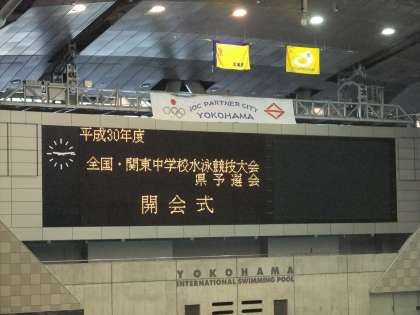 JOC PARTNER CITY
YOKOHAMA
平成30年度
全国・関東中学校水泳競技大会
県予選会
開会式
YOKOHAMA
INTERNATIONAL SWIMMING POOL